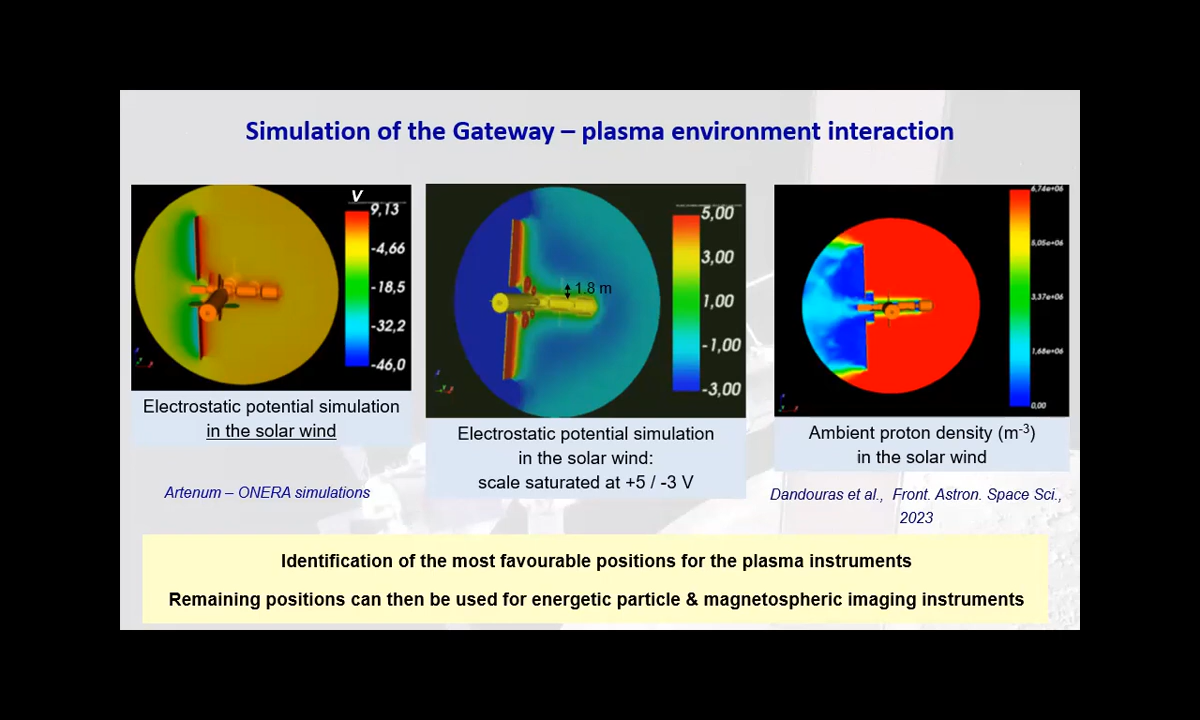 Simulation of the Gateway – plasma environment interaction
V
9,13
-4,66
-18,5
-32,2
-46,0
Electrostatic potential simulation
in the solar wind
Artenum – ONERA simulations
5,00
3,00
1,00
-1,00
-3,00
1.8 m
Electrostatic potential simulation
in the solar wind:
scale saturated at +5 / -3 V
6,74e+06
5,05e+06
3,37e+06
1,68e+06
0,00
Ambient proton density (m-3)
in the solar wind
Dandouras et al., Front. Astron. Space Sci.,
2023
Identification of the most favourable positions for the plasma instruments
Remaining positions can then be used for energetic particle & magnetospheric imaging instruments